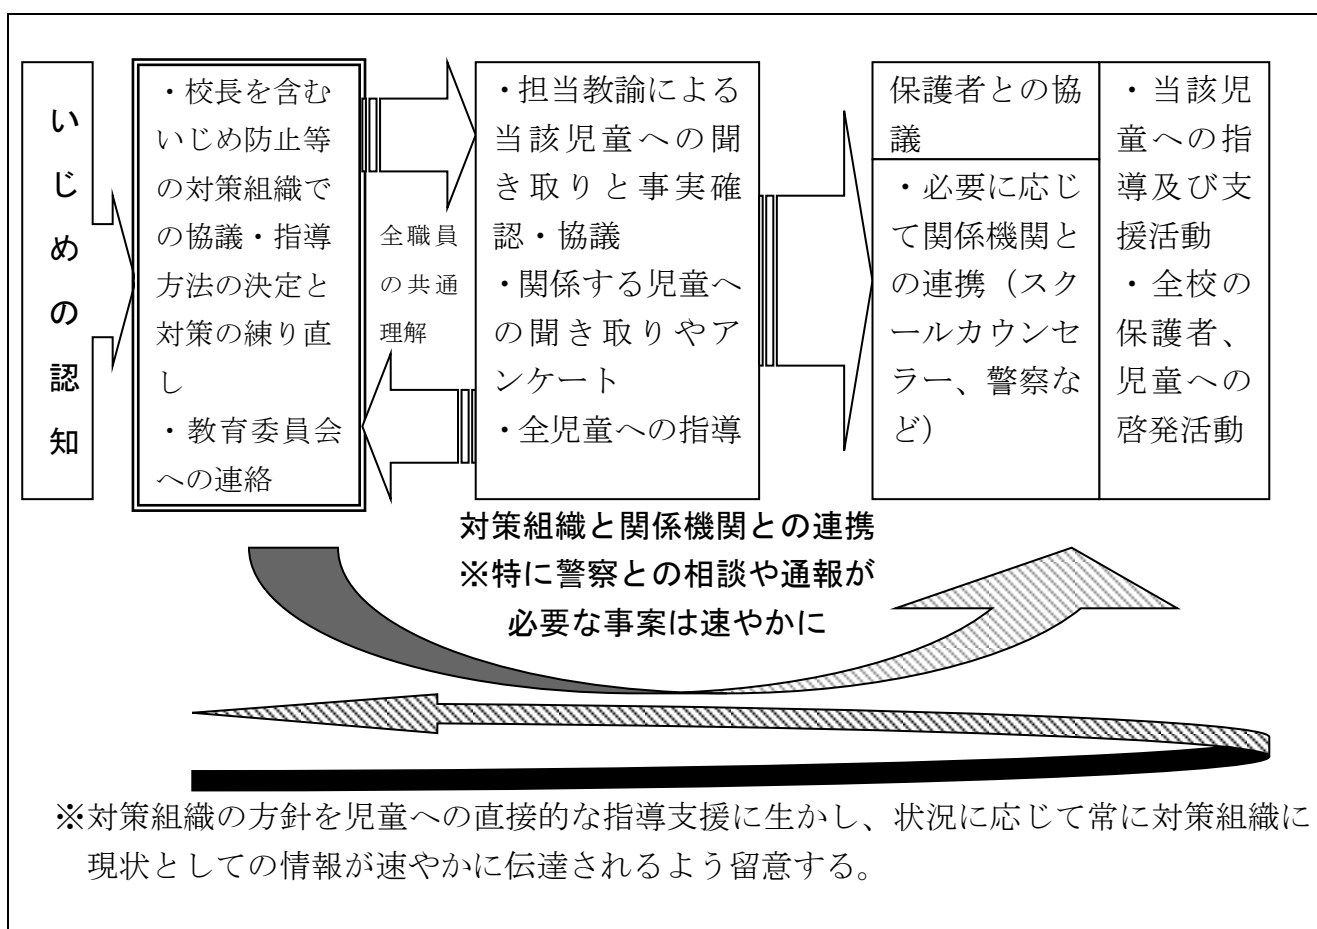 いじめの認知
・校長を含む
いじめ防止等
の対策組織で
の協議・指導
方法の決定と
対策の練り直
し
・教育委員会
への連絡
全職員
の共通
理解
・担当教諭による
当該児童への聞
き取りと事実確
認・協議
・関係する児童へ
の聞き取りやア
ンケート
・全児童への指導
保護者との協
議
・必要に応じ
て関係機関と
の連携（スク
ールカウンセ
ラー、警察な
ど）
・当該児
童への指
導及び支
援活動
・全校の
保護者、
児童への
啓発活動
対策組織と関係機関との連携
※特に警察との相談や通報が
必要な事案は速やかに
※対策組織の方針を児童への直接的な指導支援に生かし、状況に応じて常に対策組織に
現状としての情報が速やかに伝達されるよう留意する。